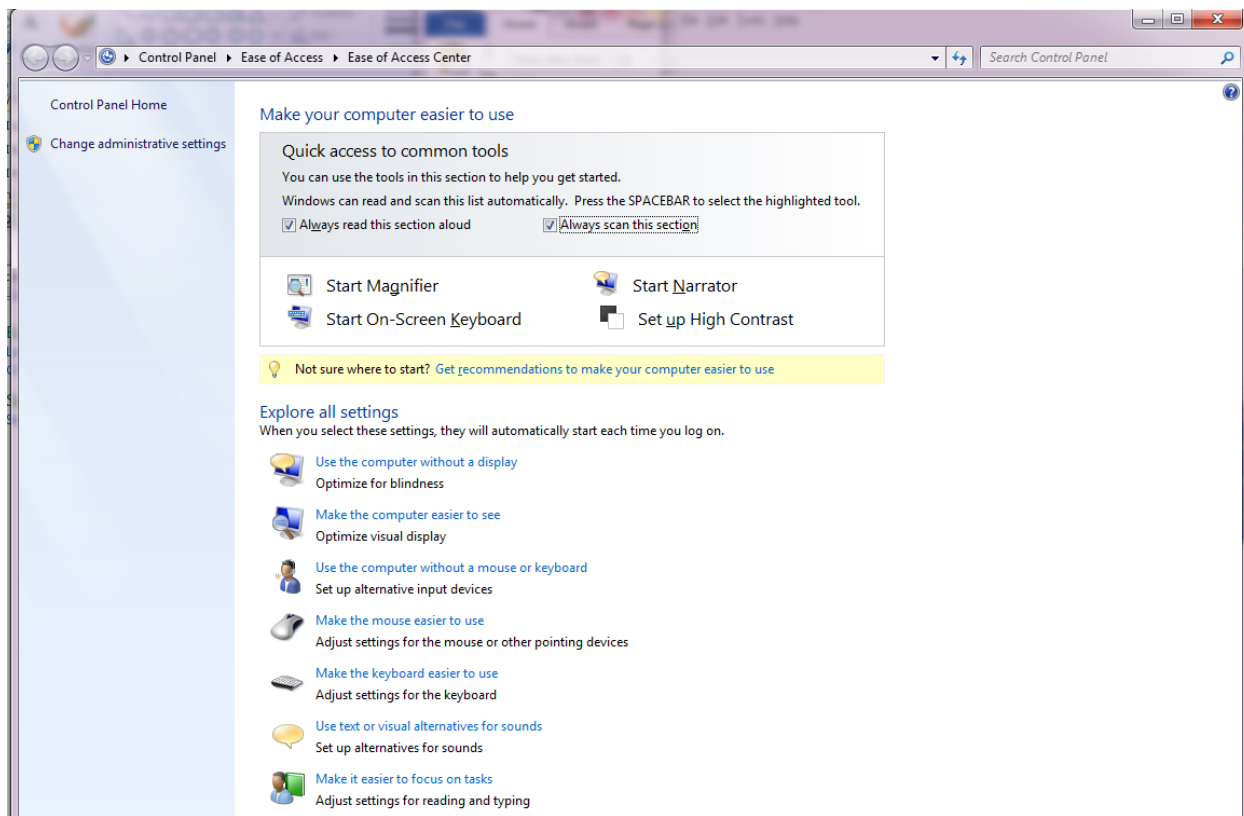 Control Panel ▸ Ease of Access ▸ Ease of Access Center
Search Control Panel
Control Panel Home
Change administrative settings
Make your computer easier to use
Quick access to common tools
You can use the tools in this section to help you get started.
Windows can read and scan this list automatically. Press the SPACEBAR to select the highlighted tool.
Always read this section aloud Always scan this section
Start Magnifier Start Narrator
Start On-Screen Keyboard Set up High Contrast
Not sure where to start? Get recommendations to make your computer easier to use
Explore all settings
When you select these settings, they will automatically start each time you log on.
Use the computer without a display
Optimize for blindness
Make the computer easier to see
Optimize visual display
Use the computer without a mouse or keyboard
Set up alternative input devices
Make the mouse easier to use
Adjust settings for the mouse or other pointing devices
Make the keyboard easier to use
Adjust settings for the keyboard
Use text or visual alternatives for sounds
Set up alternatives for sounds
Make it easier to focus on tasks
Adjust settings for reading and typing